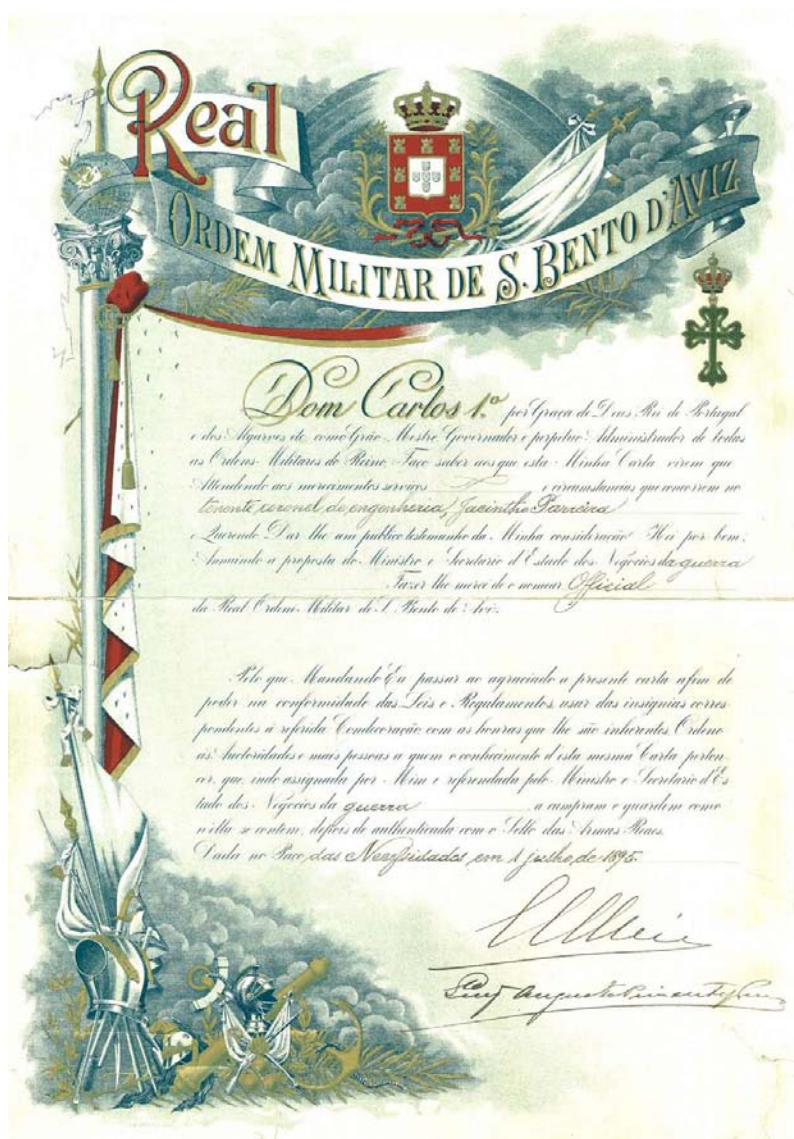 Real
ORDEM MILITAR DE S. BENTO D'AVIZ
Dom Carlos 1.º por Graça de Deus Rei de Portugal
e dos Algarves etc. como Grão-Mestre Governador e perpetuo Administrador de todas
as Ordens Militares do Reino. Faço saber aos que esta Minha Carta virem que
Attendendo aos merecimentos serviços e circumstancias que concorrem no
tenente coronel de engenheria, Jacintho Parreira
e Querendo Dar lhe um publico testemunho da Minha consideração Hei por bem,
Annuindo a proposta do Ministro e Secretario d'Estado dos Negocios da guerra
Fazer lhe mercê de o nomear Official
da Real Ordem Militar de S. Bento de Aviz.
Pelo que Mandando Eu passar ao agraciado a presente carta afim de
poder na conformidade das Leis e Regulamentos, usar das insignias corres-
pondentes á referida Condecoração com as honras que lhe são inherentes, Ordeno
ás Auctoridades e mais pessoas a quem o conhecimento d'esta mesma Carta perten-
cer, que, indo assignada por Mim e referendada pelo Ministro e Secretario d'Es-
tado dos Negocios da guerra a cumpram e guardem como
n'ella se contem, depois de authenticada com o Sello das Armas Reaes.
Dada no Paço das Necessidades em 1 julho de 1895.
Luiz Augusto Pimentel